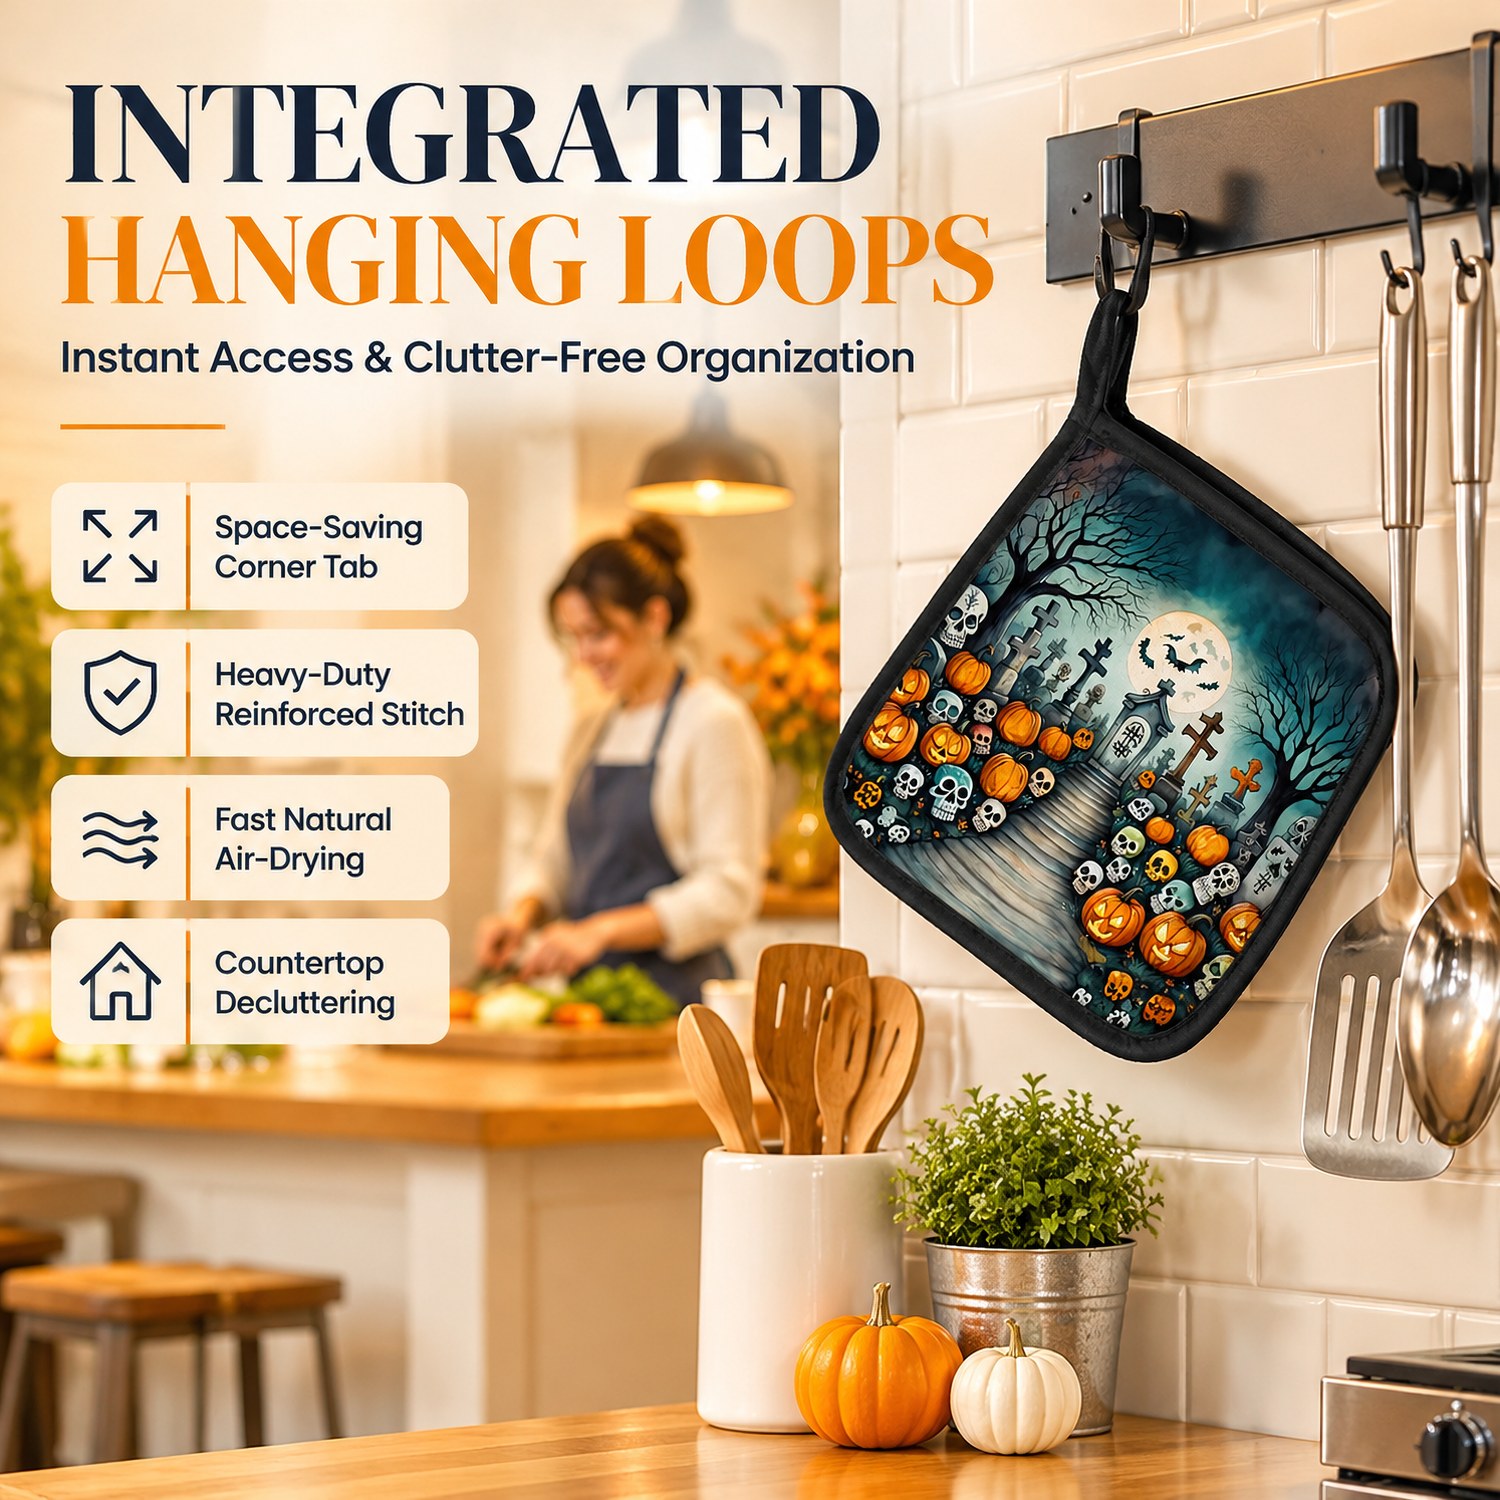 INTEGRATED
HANGING LOOPS
Instant Access & Clutter-Free Organization
Space-Saving
Corner Tab
Heavy-Duty
Reinforced Stitch
Fast Natural
Air-Drying
Countertop
Decluttering